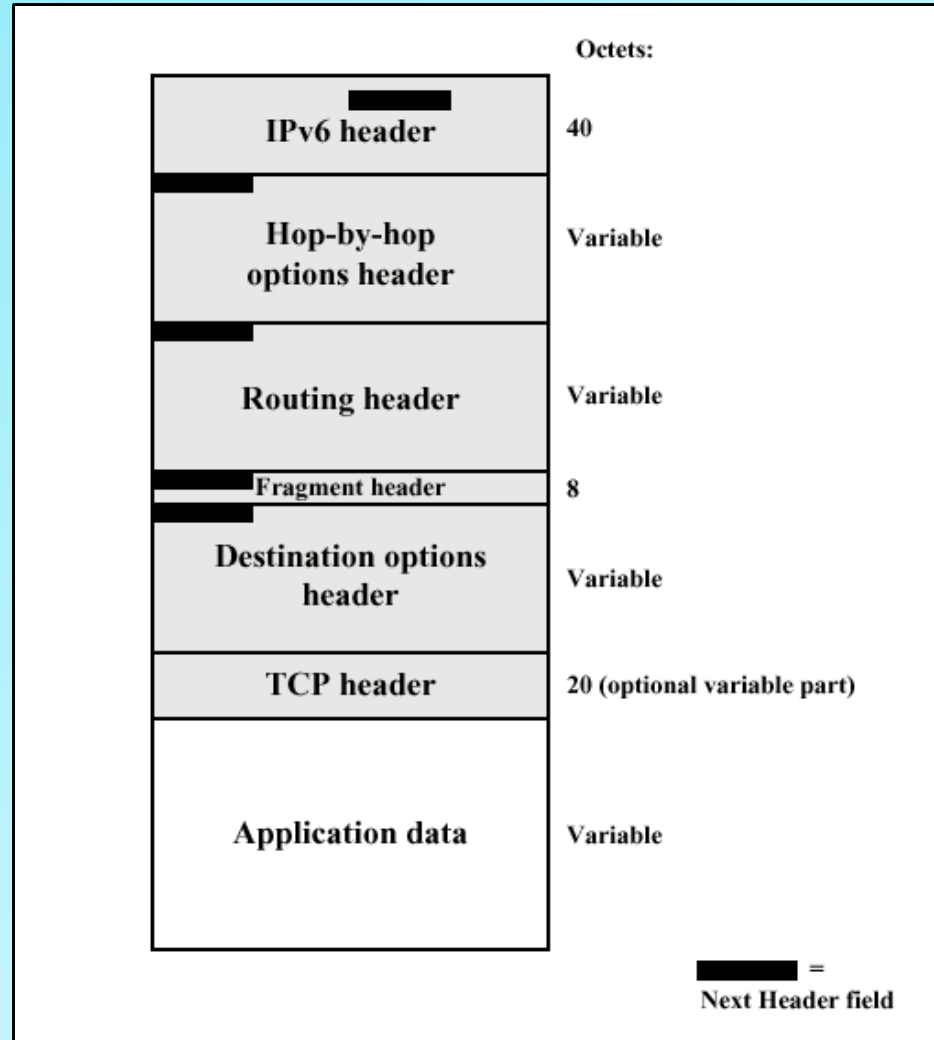 Octets:
IPv6 header
40
Hop-by-hop
options header
Variable
Routing header
Variable
Fragment header
8
Destination options
header
Variable
TCP header
20 (optional variable part)
Application data
Variable
=
Next Header field